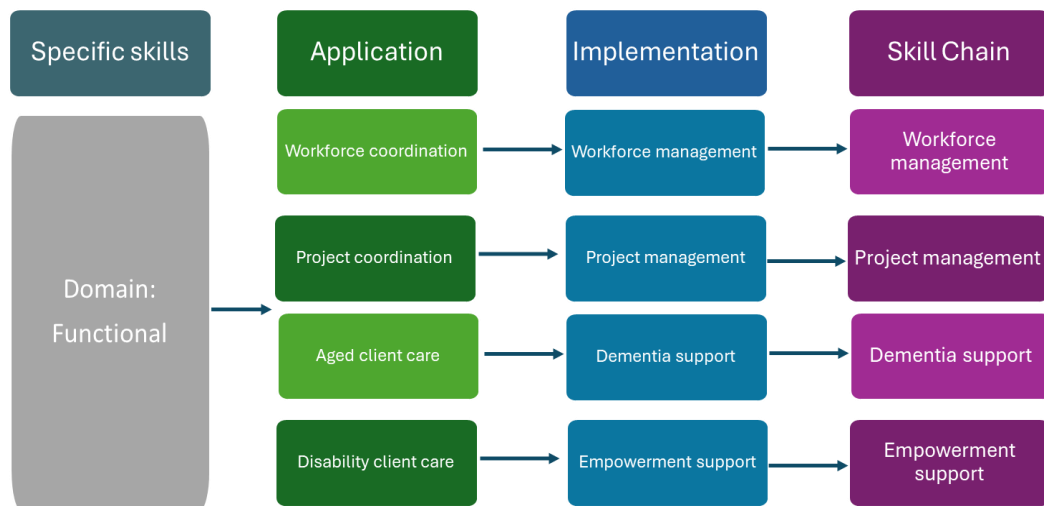 Specific skills
Application
Implementation
Skill Chain
Domain:
Functional
Workforce coordination
Workforce management
Workforce
management
Project coordination
Project management
Project management
Aged client care
Dementia support
Dementia support
Disability client care
Empowerment support
Empowerment
support